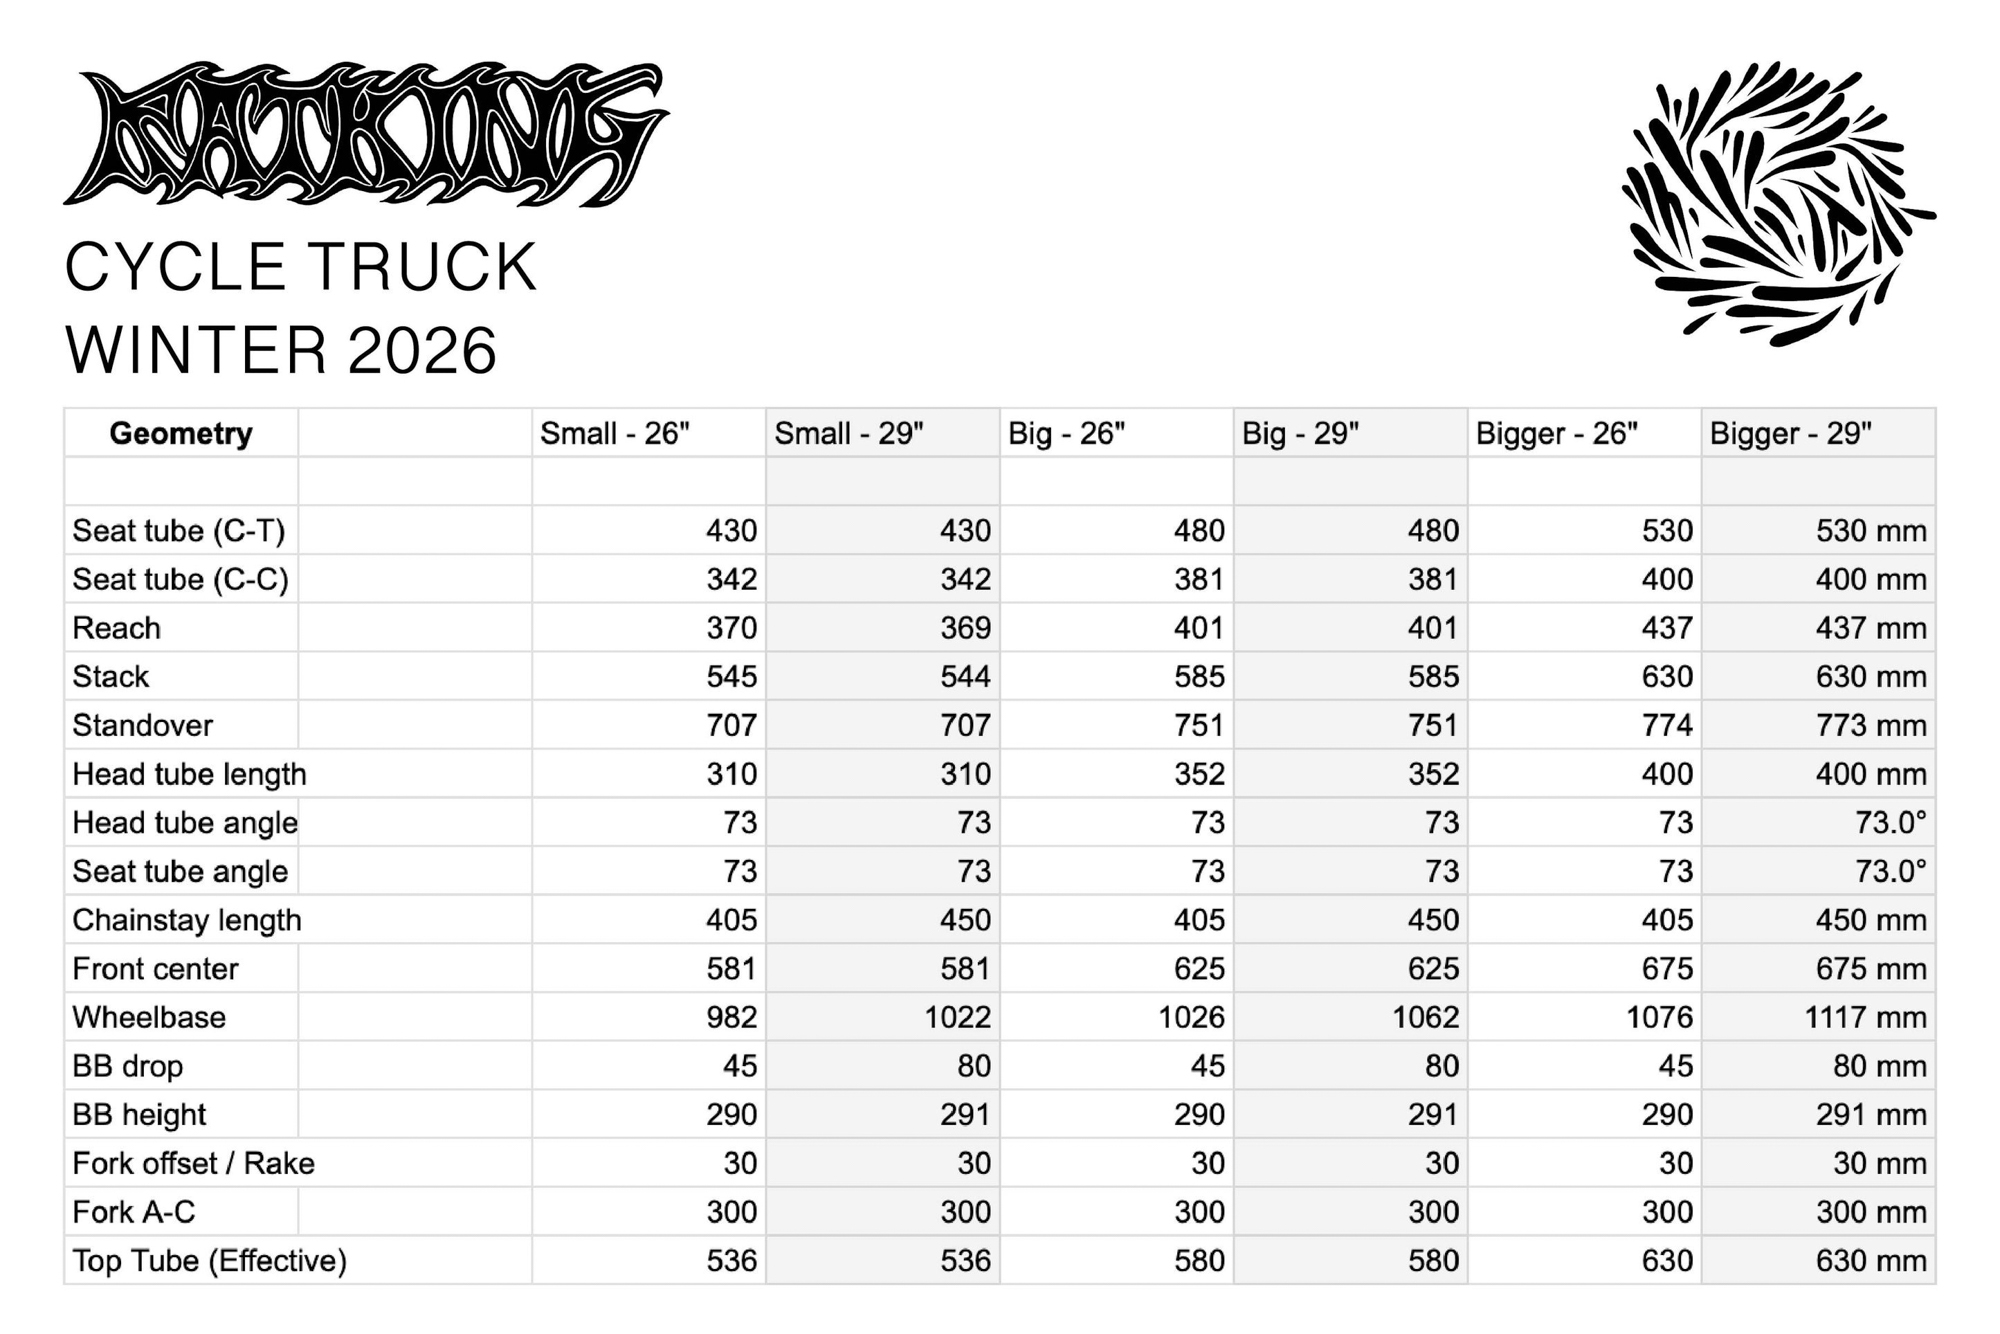 RATKING
CYCLE TRUCK
WINTER 2026
Geometry Small - 26" Small - 29" Big - 26" Big - 29" Bigger - 26" Bigger - 29"
Seat tube (C-T) 430 430 480 480 530 530 mm
Seat tube (C-C) 342 342 381 381 400 400 mm
Reach 370 369 401 401 437 437 mm
Stack 545 544 585 585 630 630 mm
Standover 707 707 751 751 774 773 mm
Head tube length 310 310 352 352 400 400 mm
Head tube angle 73 73 73 73 73 73.0°
Seat tube angle 73 73 73 73 73 73.0°
Chainstay length 405 450 405 450 405 450 mm
Front center 581 581 625 625 675 675 mm
Wheelbase 982 1022 1026 1062 1076 1117 mm
BB drop 45 80 45 80 45 80 mm
BB height 290 291 290 291 290 291 mm
Fork offset / Rake 30 30 30 30 30 30 mm
Fork A-C 300 300 300 300 300 300 mm
Top Tube (Effective) 536 536 580 580 630 630 mm